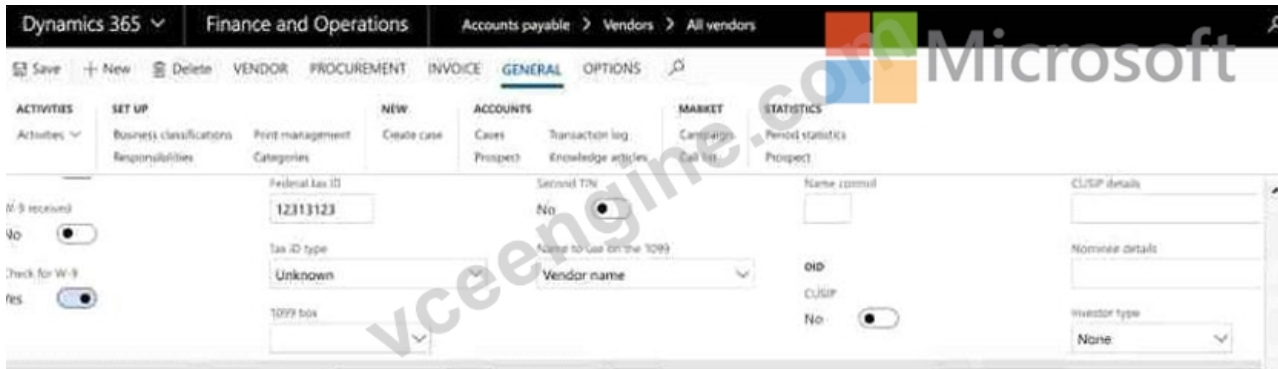 Dynamics 365 Finance and Operations Accounts payable > Vendors > All vendors
Microsoft
Save + New Delete VENDOR PROCUREMENT INVOICE GENERAL OPTIONS
ACTIVITIES SET UP NEW ACCOUNTS MARKET STATISTICS
Activities Business classifications Print management Create case Cases Transaction log Campaign Period statistics
Responsibilities Categories Prospect Knowledge articles Call list Prospect
Federal tax ID Second TIN Name control CUSIP details
W-9 received
12313123
No
No
Tax ID type Name to use on the 1099 Nominee details
Check for W-9
Unknown Vendor name OID
Yes
CUSIP
1099 box No Investor type
None
vceengine.com